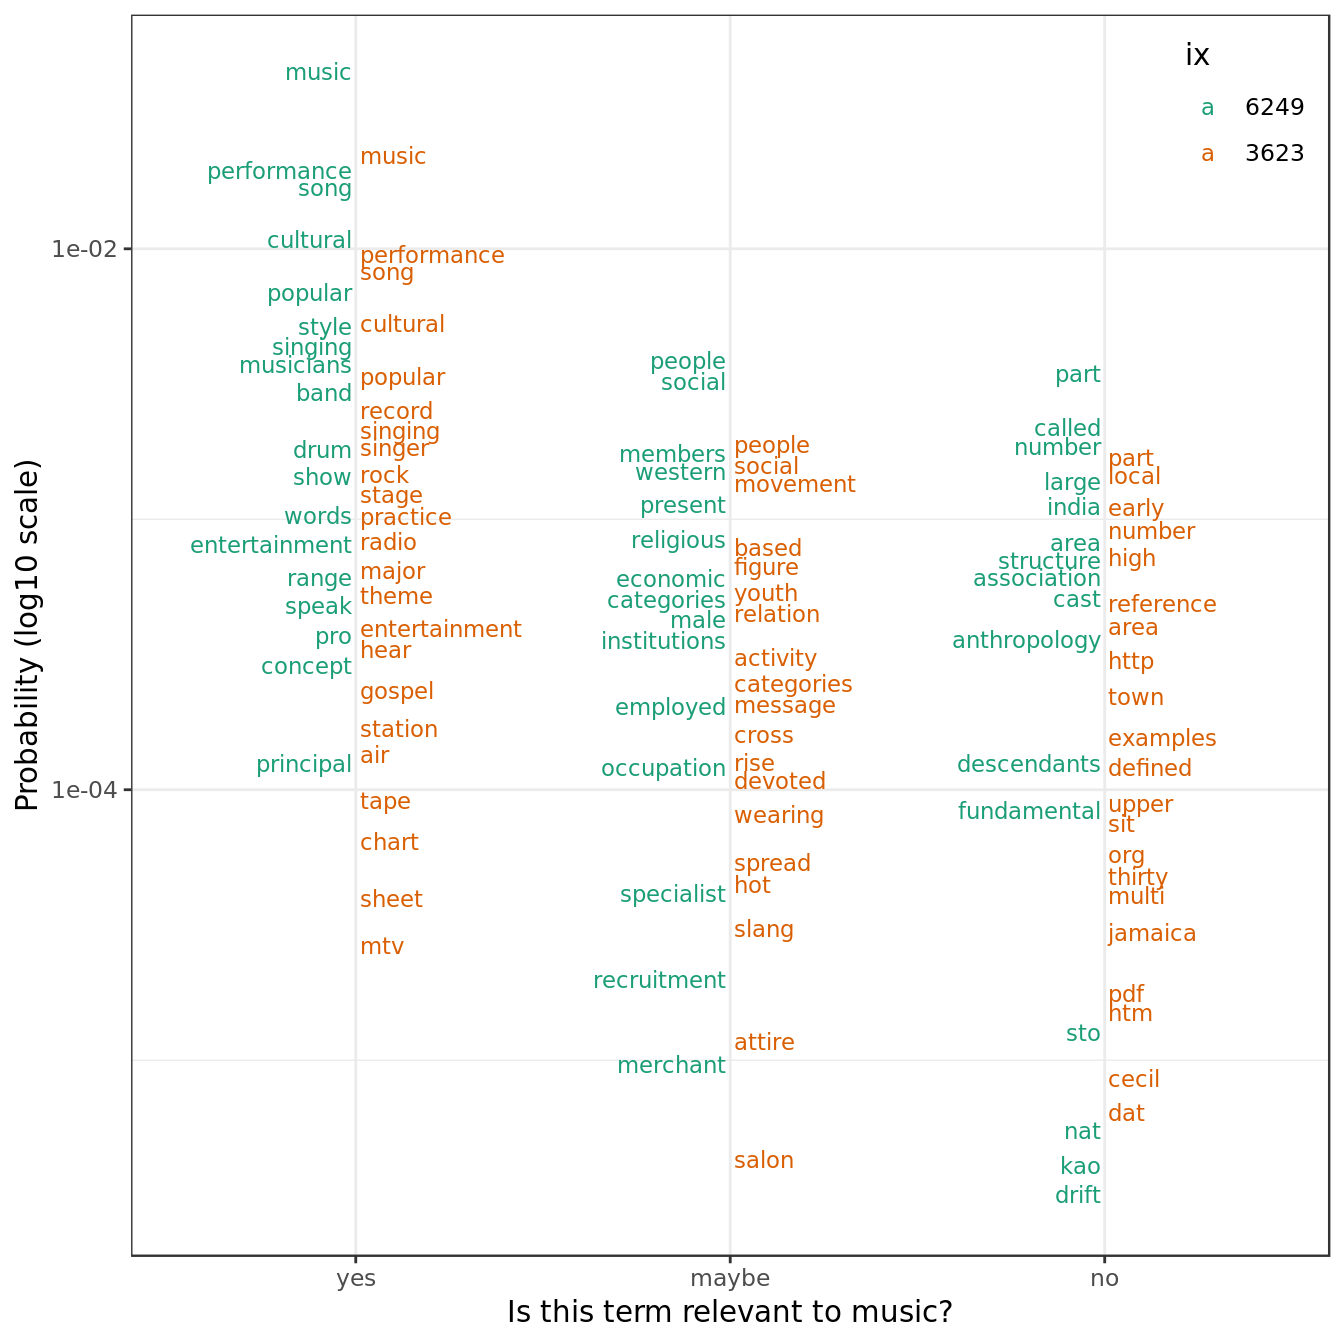 ix
a 6249
a 3623
Probability (log10 scale)
1e-02
1e-04
music
performance
song
cultural
popular
style
singing
musicians
band
drum
show
words
entertainment
range
speak
pro
concept
principal
music
performance
song
cultural
popular
record
singing
singer
rock
stage
practice
radio
major
theme
entertainment
hear
gospel
station
air
tape
chart
sheet
mtv
people
social
members
western
present
religious
economic
categories
male
institutions
employed
occupation
specialist
recruitment
merchant
people
social
movement
based
figure
youth
relation
activity
categories
message
cross
rise
devoted
wearing
spread
hot
slang
attire
salon
part
called
number
large
india
area
structure
association
cast
anthropology
descendants
fundamental
sto
nat
kao
drift
part
local
early
number
high
reference
area
http
town
examples
defined
upper
sit
org
thirty
multi
jamaica
pdf
htm
cecil
dat
yes
maybe
no
Is this term relevant to music?